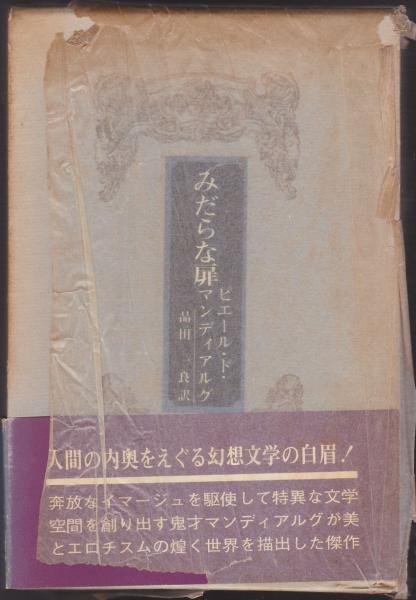 みだらな扉
ピエール・ド・
マンディアルグ
品田一良訳
人間の内奥をえぐる幻想文学の白眉！
奔放なイマージュを駆使して特異な文学
空間を創り出す鬼才マンディアルグが美
とエロチスムの煌く世界を描出した傑作